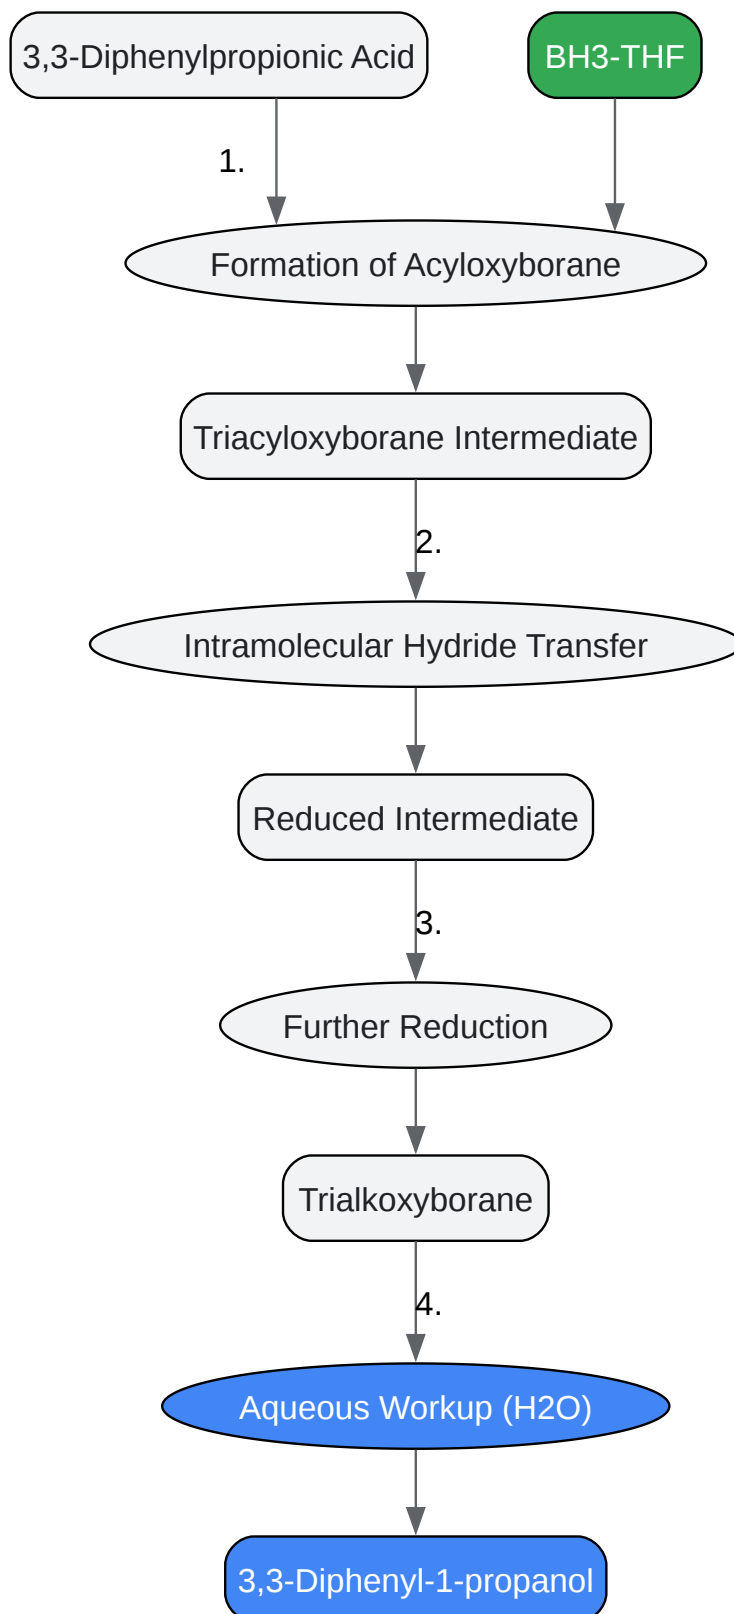 3,3-Diphenylpropionic Acid
BH3-THF
1.
Formation of Acyloxyborane
Triacyloxyborane Intermediate
2.
Intramolecular Hydride Transfer
Reduced Intermediate
3.
Further Reduction
Trialkoxyborane
4.
Aqueous Workup (H2O)
3,3-Diphenyl-1-propanol